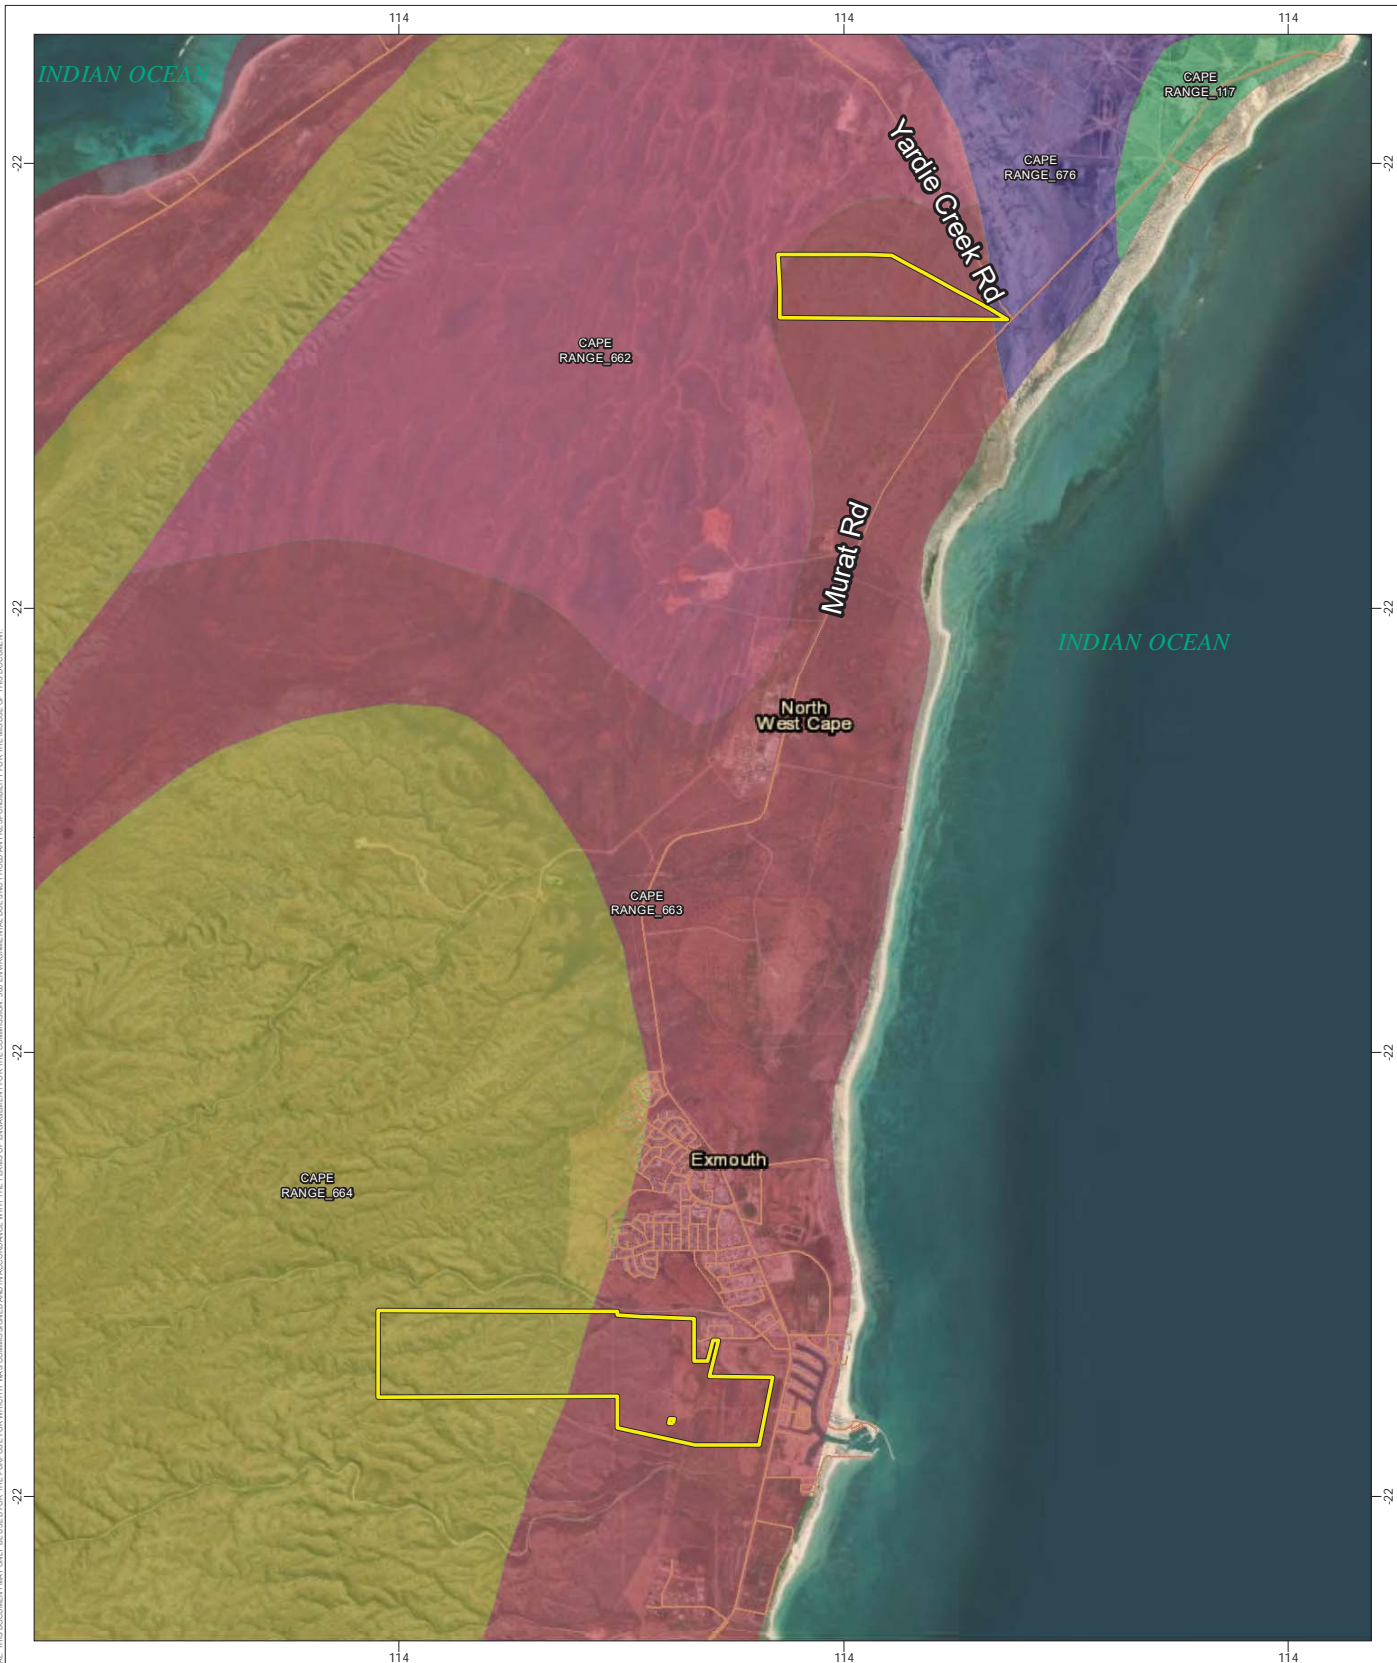 114 114 114
INDIAN OCEAN
CAPE
RANGE_117
Yardie Creek Rd
CAPE
RANGE_676
-22 -22
CAPE
RANGE_662
Murat Rd
-22 -22
INDIAN OCEAN
North
West Cape
CAPE
RANGE_663
-22 -22
Exmouth
CAPE
RANGE_664
-22 -22
114 114 114